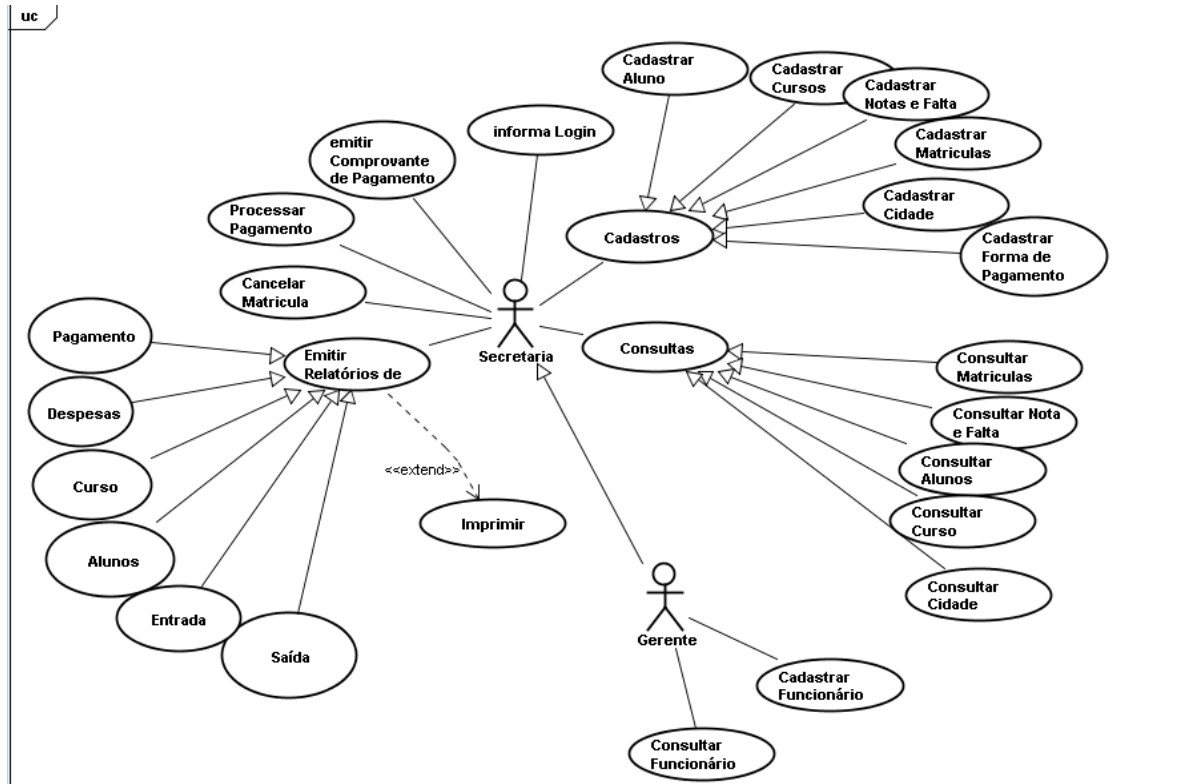 uc
Cadastrar
Aluno
Cadastrar
Cursos
Cadastrar
Notas e Falta
informa Login
emitir
Comprovante
de Pagamento
Cadastrar
Matriculas
Processar
Pagamento
Cadastrar
Cidade
Cadastros
Cadastrar
Forma de
Pagamento
Cancelar
Matricula
Pagamento
Secretaria
Consultas
Emitir
Relatórios de
Consultar
Matriculas
Despesas
Consultar Nota
e Falta
<<extend>>
Consultar
Alunos
Curso
Imprimir
Consultar
Curso
Alunos
Consultar
Cidade
Entrada
Gerente
Saída
Cadastrar
Funcionário
Consultar
Funcionário